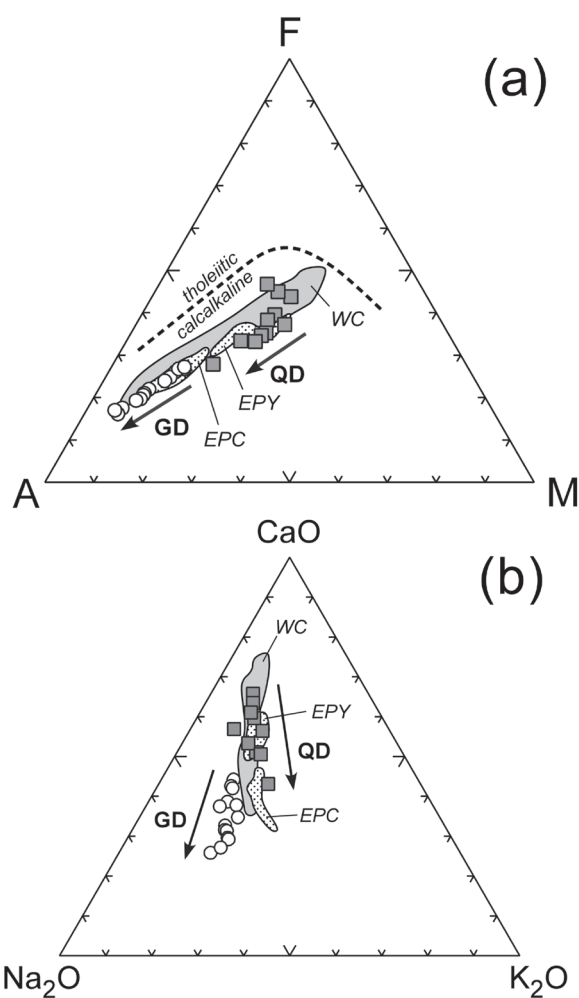 F
(a)
tholeiitic
calcalkaline
WC
QD
EPY
GD
EPC
A
M
CaO
(b)
WC
EPY
QD
GD
EPC
Na₂O
K₂O